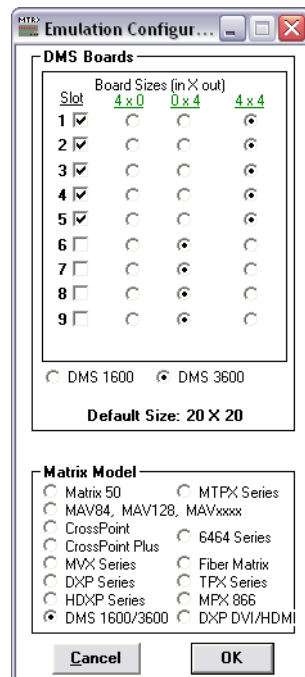 MTRX Emulation Configur...
DMS Boards
Board Sizes (in X out)
Slot 4 x 0 0 x 4 4 x 4
1
2
3
4
5
6
7
8
9
DMS 1600 DMS 3600
Default Size: 20 X 20
Matrix Model
Matrix 50 MTPX Series
MAV84, MAV128, MAVxxxx
CrossPoint
6464 Series
CrossPoint Plus
MVX Series Fiber Matrix
DXP Series TPX Series
HDXP Series MPX 866
DMS 1600/3600 DXP DVI/HDMI
Cancel OK